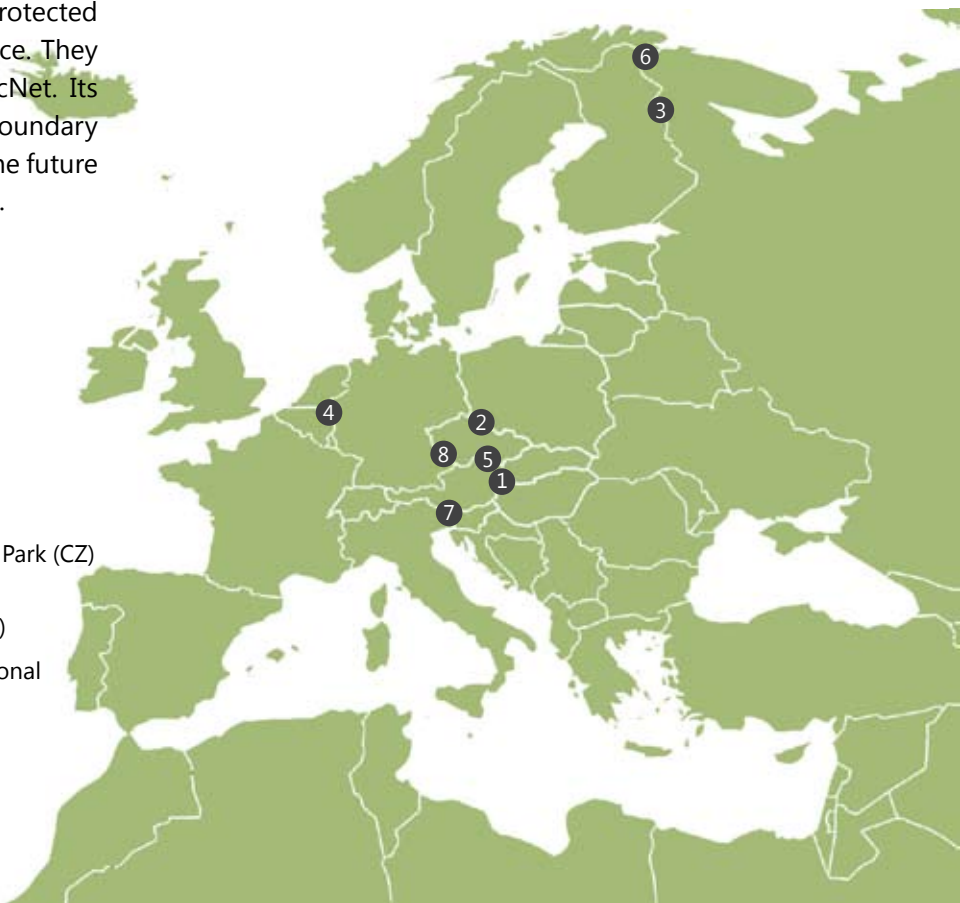 rotected
ce. They
cNet. Its
oundary
he future
.
6
3
4
2
8
5
1
7
Park (CZ)
)
onal